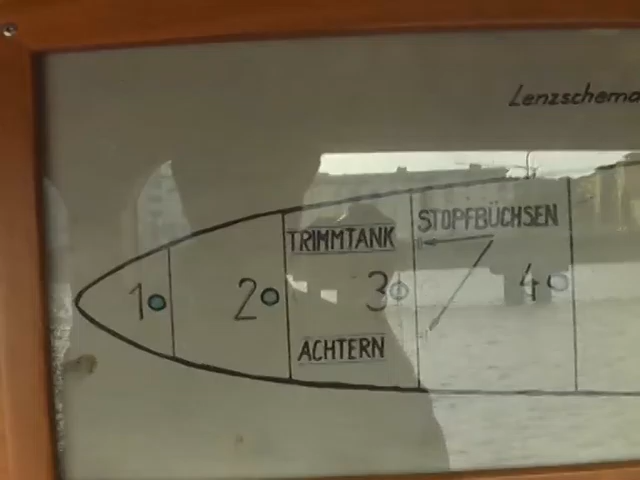 Lenzschema
TRIMMTANK
STOPFBÜCHSEN
1
2
3
4
ACHTERN